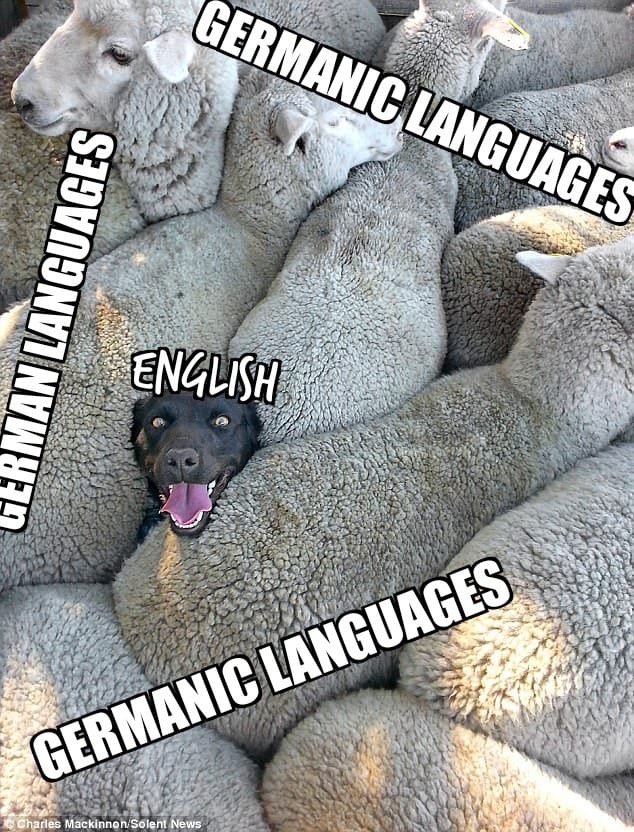 GERMANIC LANGUAGES
GERMAN LANGUAGES
ENGLISH
GERMANIC LANGUAGES
© Charles Mackinnon/Solent News